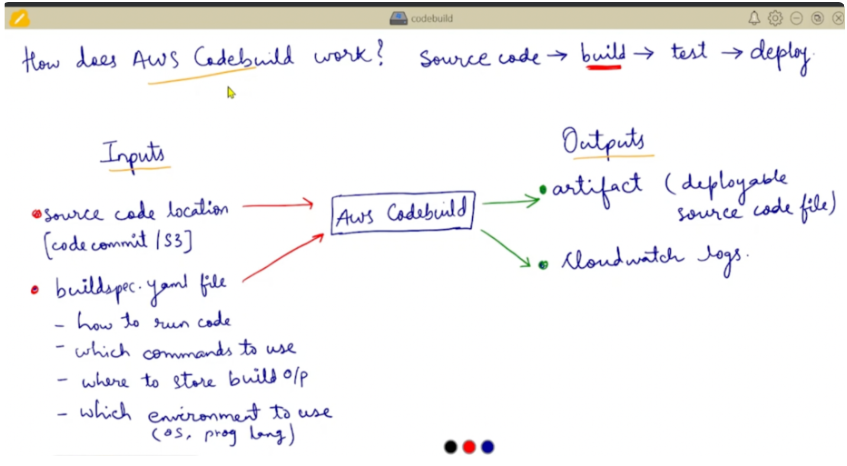 codebuild
How does AWS Codebuild work? Source code → build → test → deploy.
Inputs
Outputs
• source code location
[codecommit / S3]
• buildspec.yaml file
- how to run code
- which commands to use
- where to store build o/p
- which environment to use
(OS, prog lang)
AWS Codebuild
• artifact (deployable
source code file)
• Cloudwatch logs.